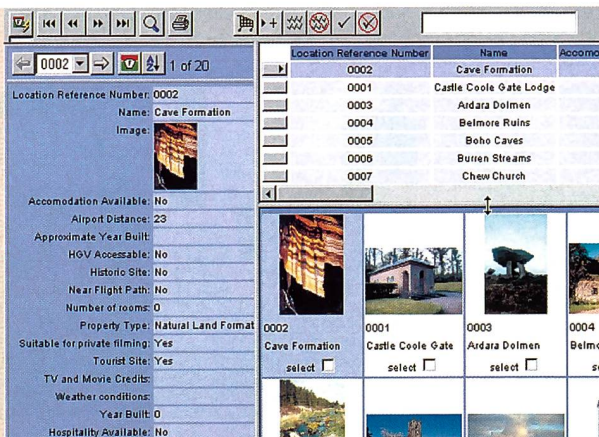 0002
1 of 20
Location Reference Number: 0002
Name: Cave Formation
Image:
Accomodation Available: No
Airport Distance: 23
Approximate Year Built:
HGV Accessable: No
Historic Site: No
Near Flight Path: No
Number of rooms: 0
Property Type: Natural Land Format
Suitable for private filming: Yes
Tourist Site: Yes
TV and Movie Credits:
Weather conditions:
Year Built: 0
Hospitality Available: No
Location Reference Number Name Accomo
0002 Cave Formation
0001 Castle Coole Gate Lodge
0003 Ardara Dolmen
0004 Belmore Ruins
0005 Boho Caves
0006 Burren Streams
0007 Chew Church
0002 0001 0003 0004
Cave Formation Castle Coole Gate Ardara Dolmen Belmo
select select select se